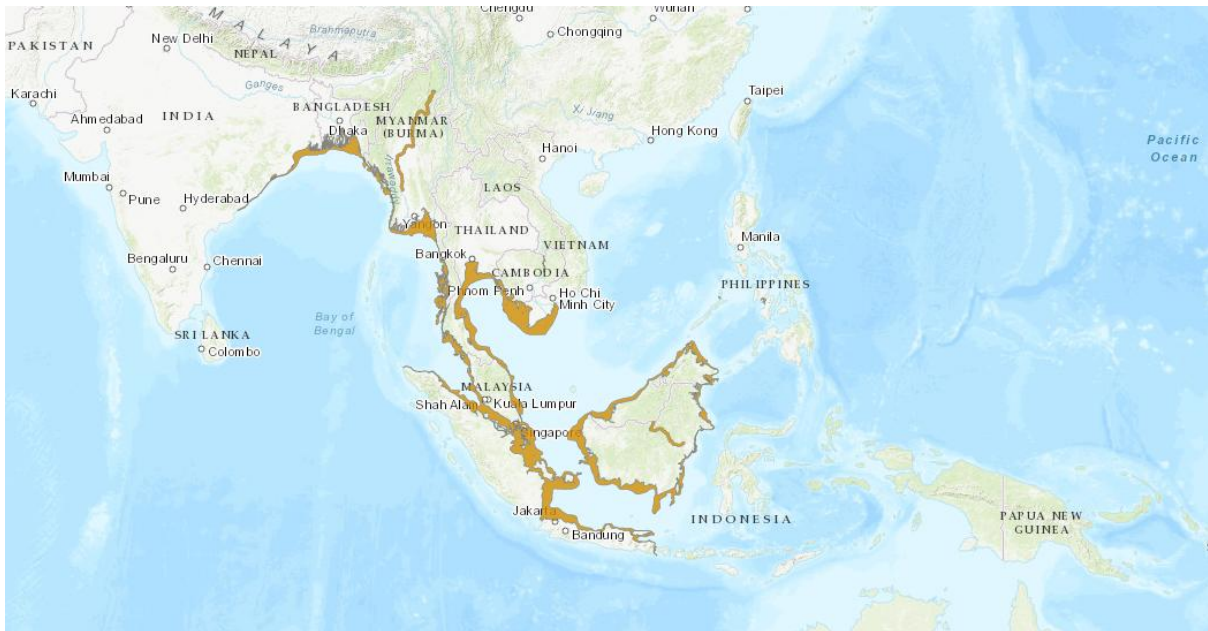 Chengdu
Wuhan
Chongqing
M A L A Y A
Brahmaputra
PAKISTAN
New Delhi
NEPAL
Karachi
Ganges
BANGLADESH
Dhaka
Ahmedabad
INDIA
MYANMAR
(BURMA)
Xi Jiang
Taipei
Hong Kong
Hanoi
Pacific
Ocean
Mumbai
Pune
Hyderabad
Irrawaddy
LAOS
Yangon
THAILAND
VIETNAM
Manila
Bengaluru
Chennai
Bangkok
CAMBODIA
Phnom Penh
Ho Chi
Minh City
PHILIPPINES
Bay of
Bengal
SRI LANKA
Colombo
MALAYSIA
Shah Alam
Kuala Lumpur
Singapore
Jakarta
Bandung
INDONESIA
PAPUA NEW
GUINEA